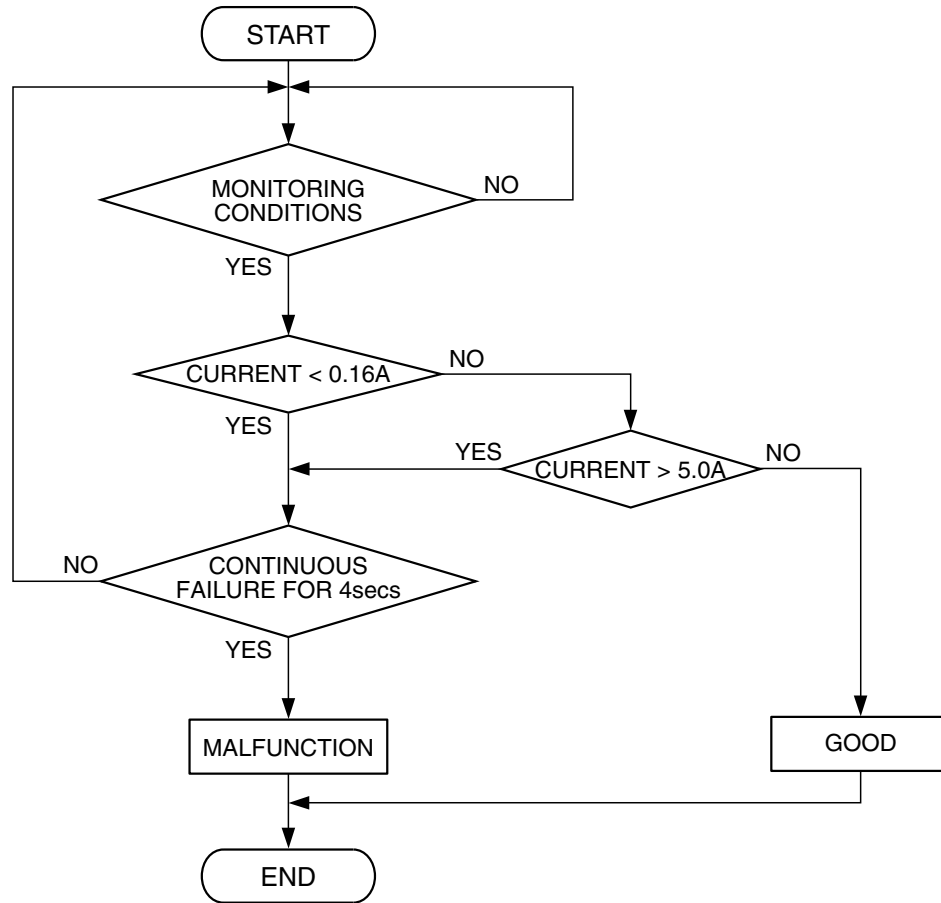 START
MONITORING
CONDITIONS
NO
YES
CURRENT < 0.16A
NO
YES
YES
CURRENT > 5.0A
NO
NO
CONTINUOUS
FAILURE FOR 4secs
YES
MALFUNCTION
GOOD
END